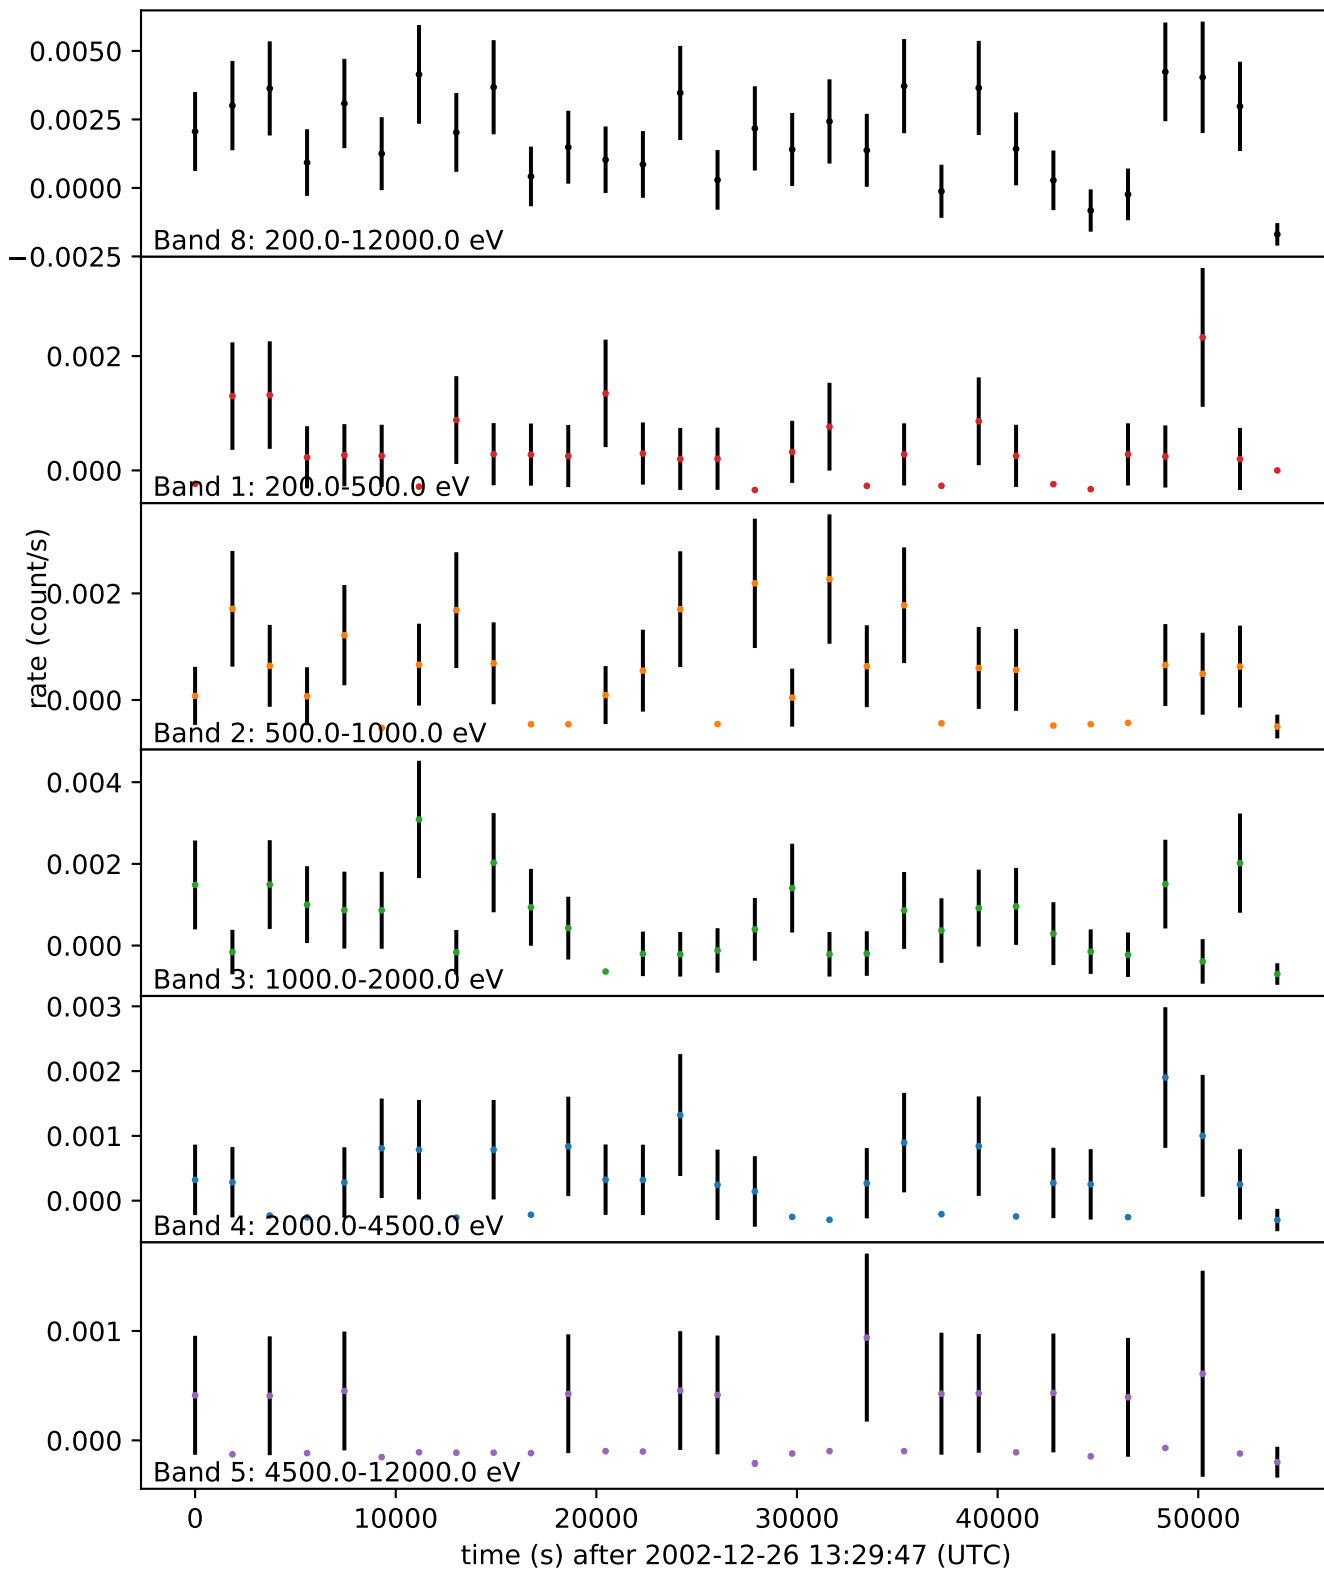 0.0050
0.0025
0.0000
−0.0025
Band 8: 200.0-12000.0 eV
0.002
0.000
Band 1: 200.0-500.0 eV
rate (count/s)
0.002
0.000
Band 2: 500.0-1000.0 eV
0.004
0.002
0.000
Band 3: 1000.0-2000.0 eV
0.003
0.002
0.001
0.000
Band 4: 2000.0-4500.0 eV
0.001
0.000
Band 5: 4500.0-12000.0 eV
0 10000 20000 30000 40000 50000
time (s) after 2002-12-26 13:29:47 (UTC)